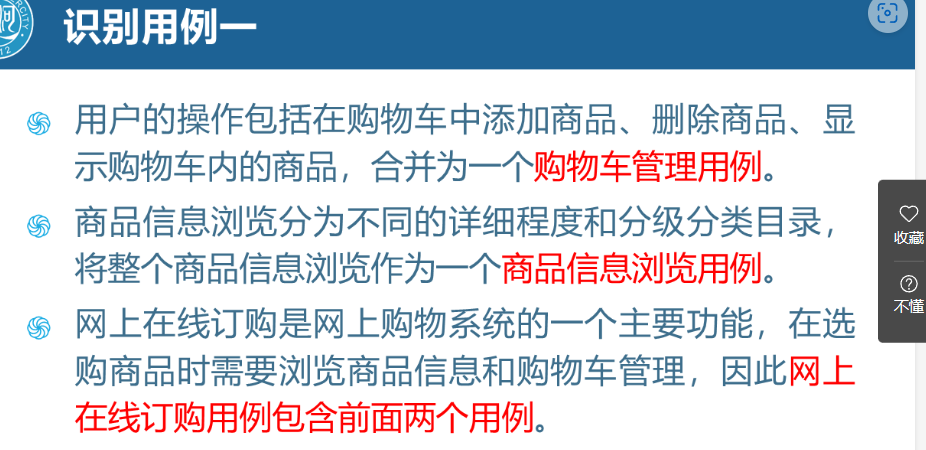 识别用例一
用户的操作包括在购物车中添加商品、删除商品、显
示购物车内的商品，合并为一个购物车管理用例。
商品信息浏览分为不同的详细程度和分级分类目录，
将整个商品信息浏览作为一个商品信息浏览用例。
网上在线订购是网上购物系统的一个主要功能，在选
购商品时需要浏览商品信息和购物车管理，因此网上
在线订购用例包含前面两个用例。
收藏
不懂